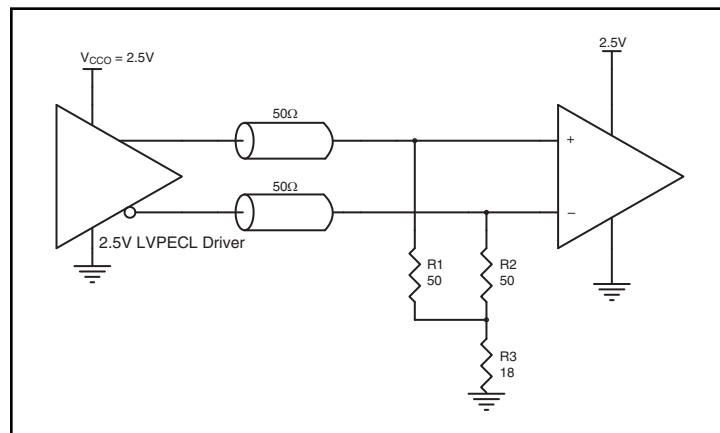 V_CCO = 2.5V
2.5V
50Ω
50Ω
+
–
2.5V LVPECL Driver
R1
50
R2
50
R3
18